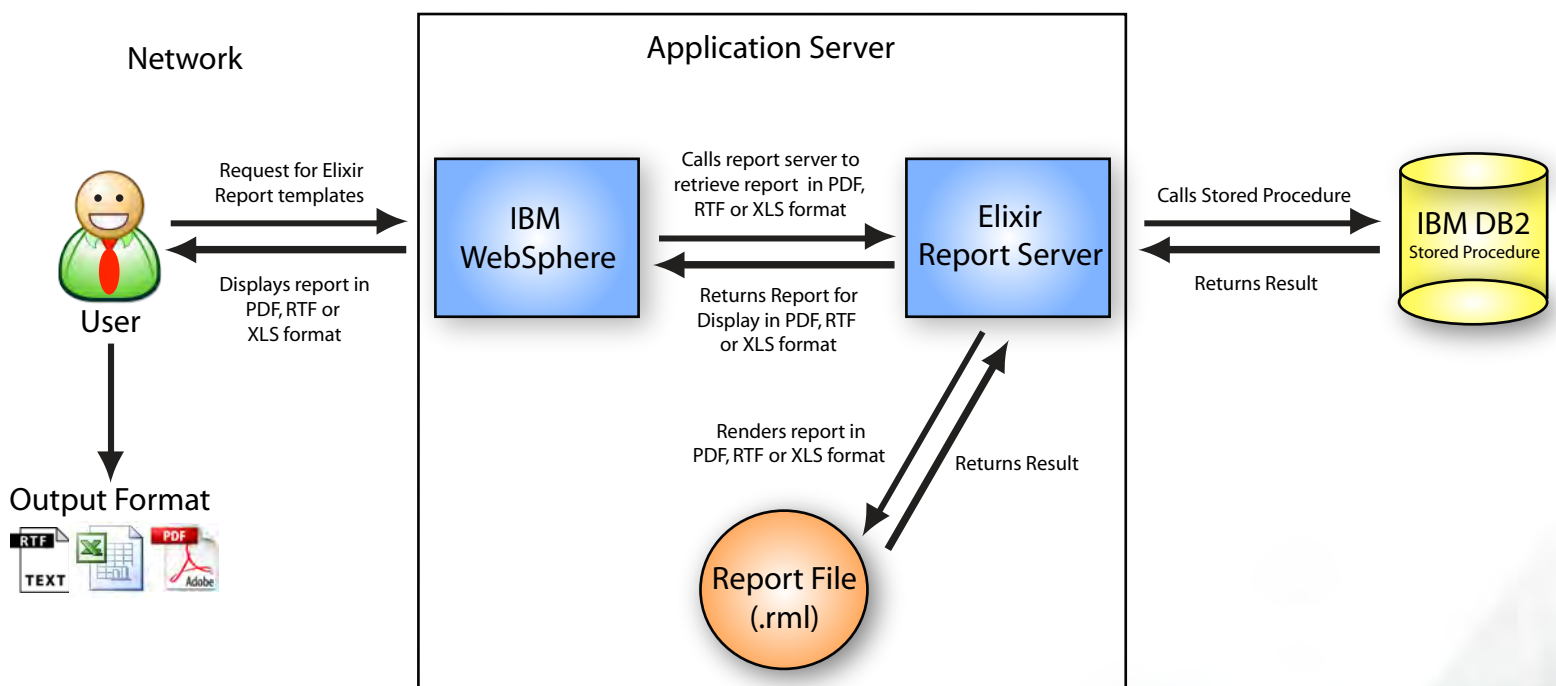 Network
Application Server
Request for Elixir
Report templates
Displays report in
PDF, RTF or
XLS format
User
Output Format
RTF
TEXT
X
PDF
Adobe
IBM
WebSphere
Calls report server to
retrieve report in PDF,
RTF or XLS format
Returns Report for
Display in PDF, RTF
or XLS format
Elixir
Report Server
Calls Stored Procedure
Returns Result
IBM DB2
Stored Procedure
Renders report in
PDF, RTF or XLS format
Returns Result
Report File
(.rml)